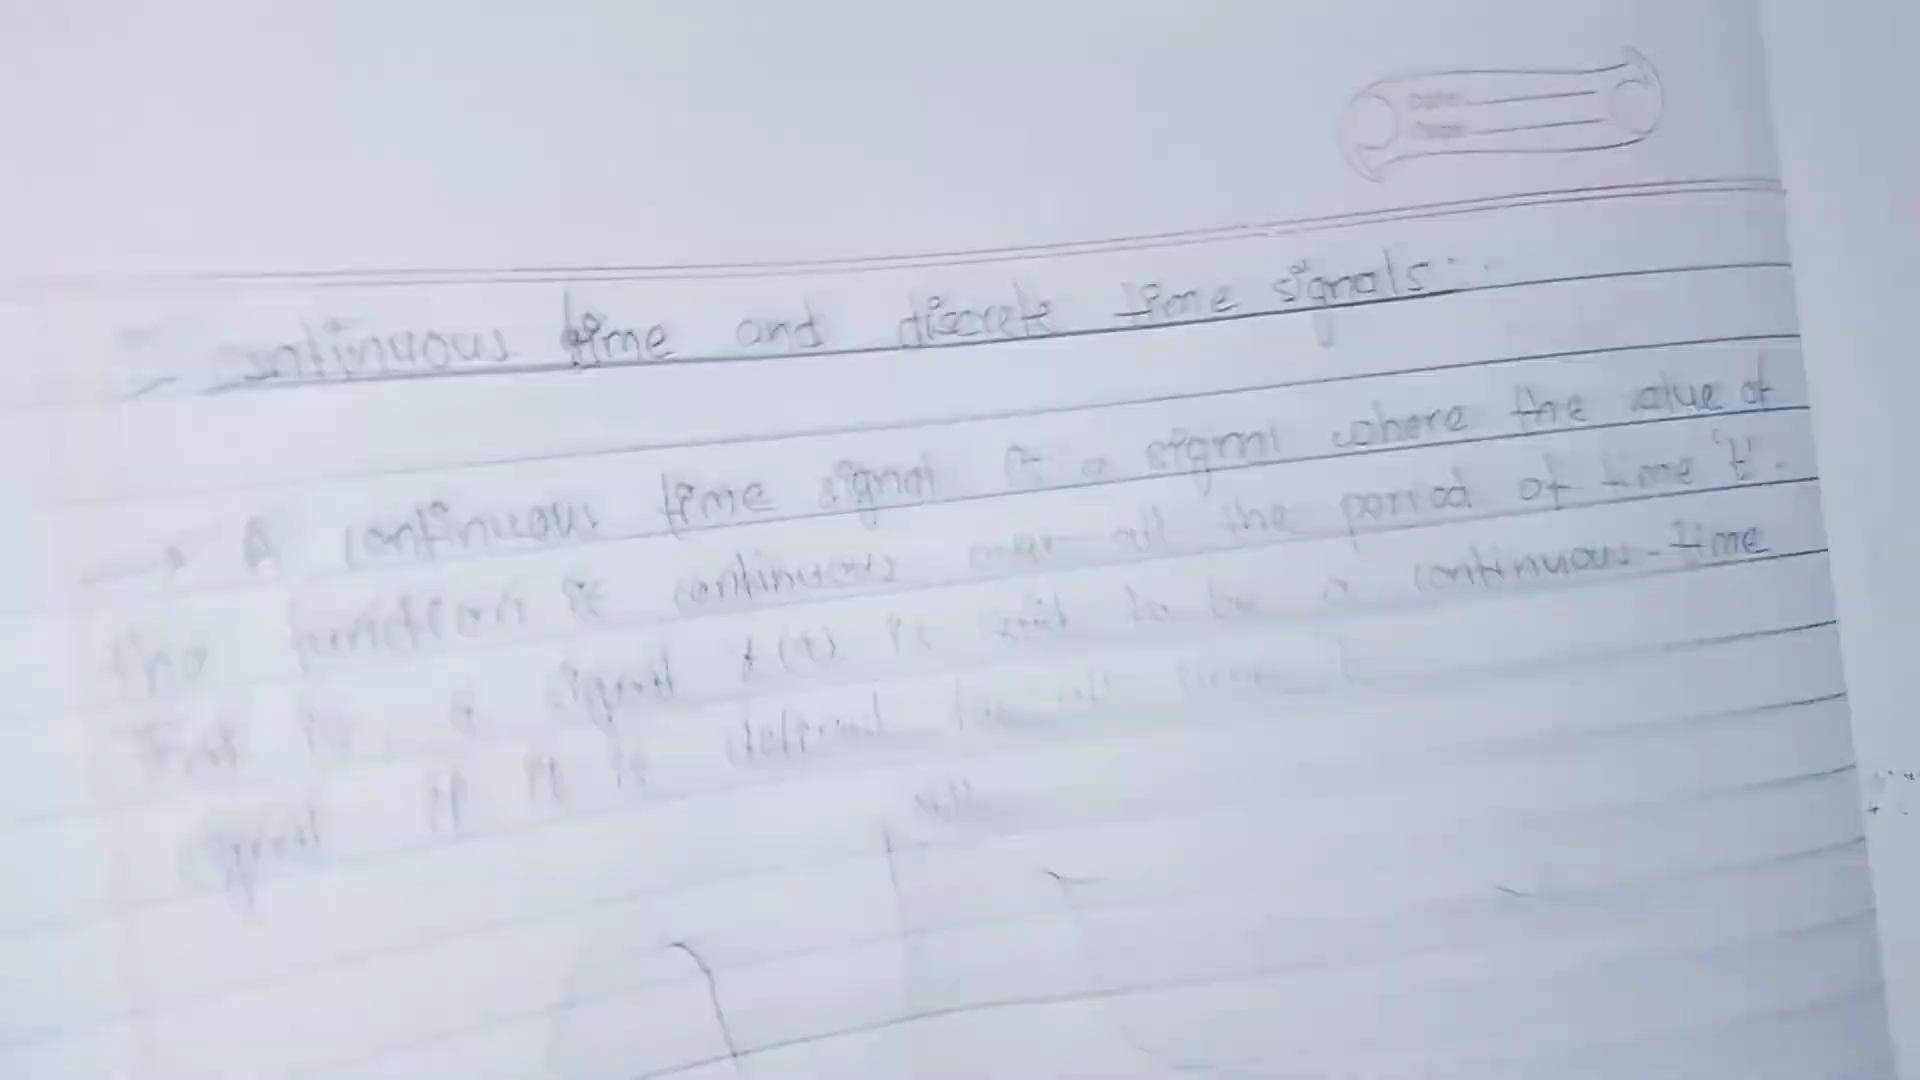 Date
Page
continuous time and discrete time signals:
→ A continuous time signal is a signal where the value of
the function is continuous over all the period of time 't'.
That is a signal x(t) is said to be a continuous-time
signal if it is defined for all time t
x(t)